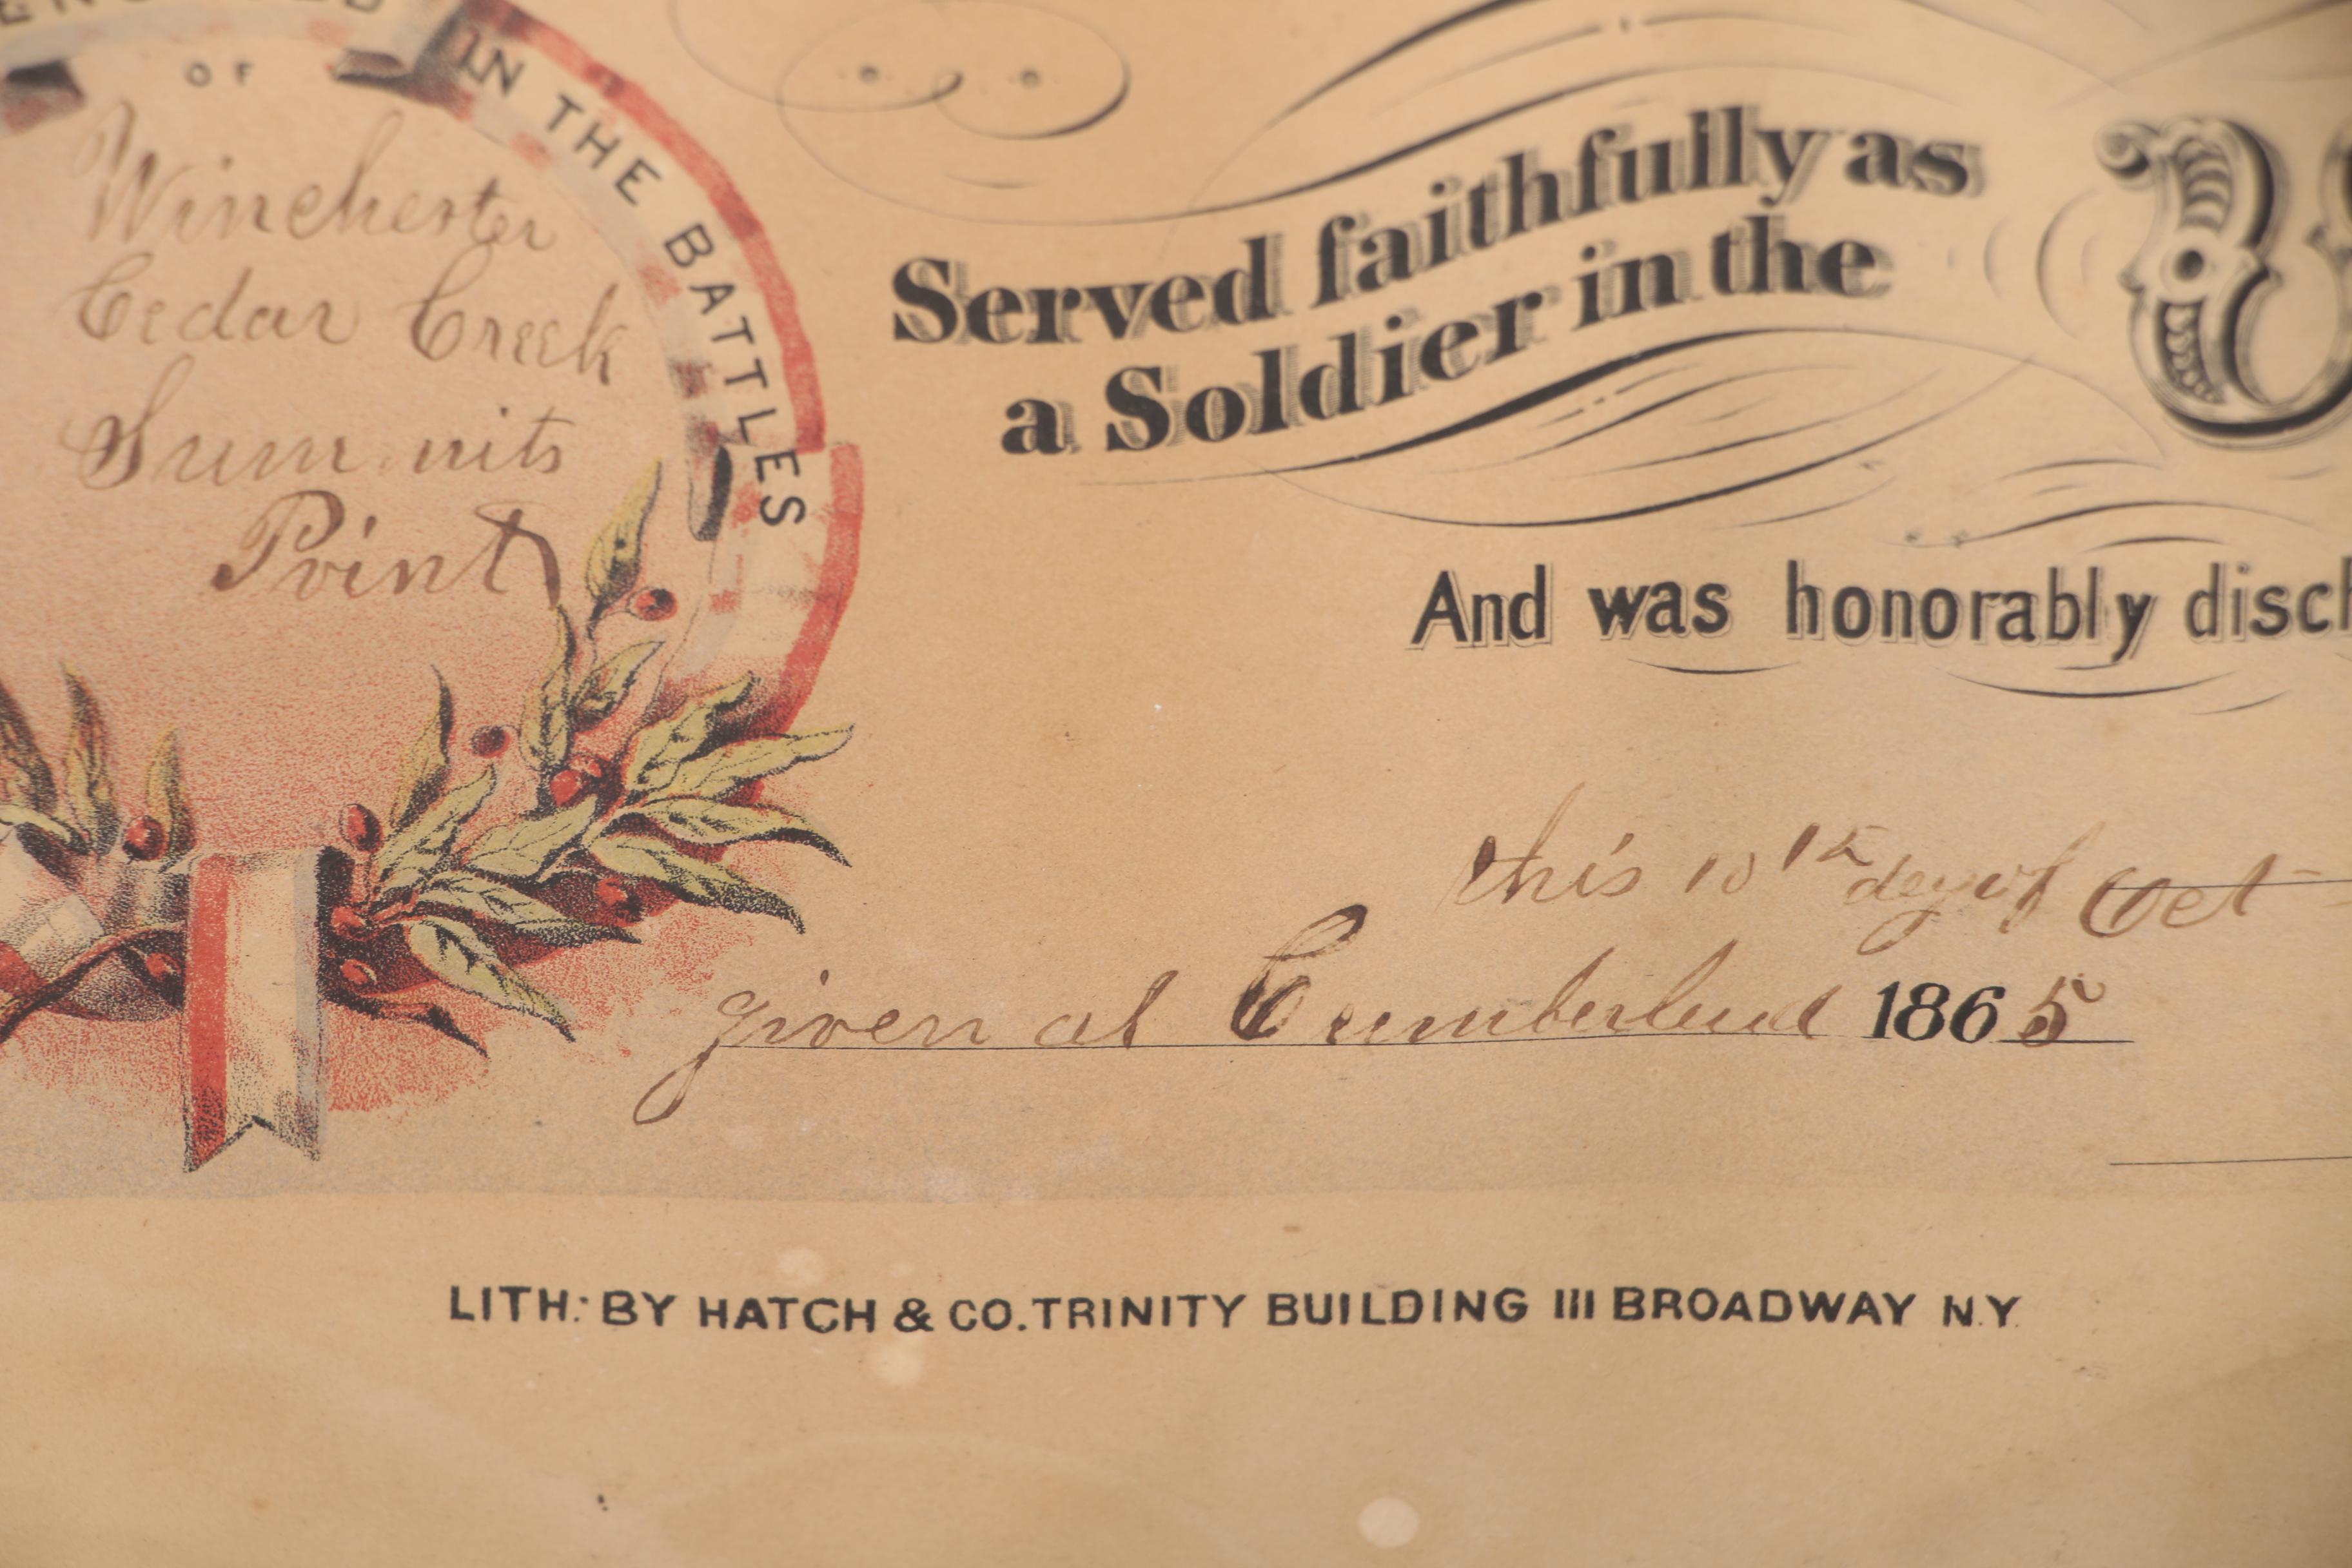 IN THE BATTLES
OF
Winchester
Cedar Creek
Summits
Point
Served faithfully as
a Soldier in the
And was honorably disch
this 10th day of Oct
given at Cumberland 1865
LITH: BY HATCH & CO. TRINITY BUILDING 111 BROADWAY N.Y.